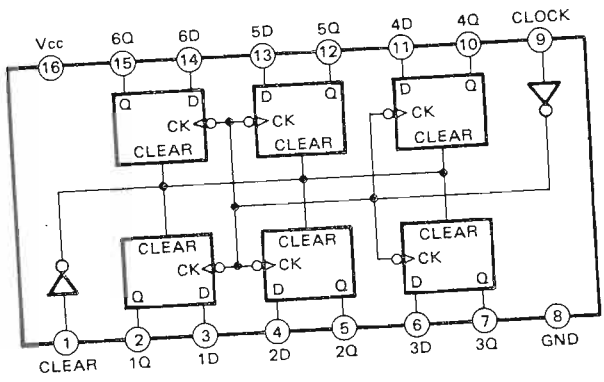 Vcc 6Q 6D 5D 5Q 4D 4Q CLOCK
16 15 14 13 12 11 10 9
Q D D Q D Q
CK CK CK
CLEAR CLEAR CLEAR
CLEAR CLEAR CLEAR
CK CK CK
Q D D Q D Q
1 2 3 4 5 6 7 8
CLEAR 1Q 1D 2D 2Q 3D 3Q GND